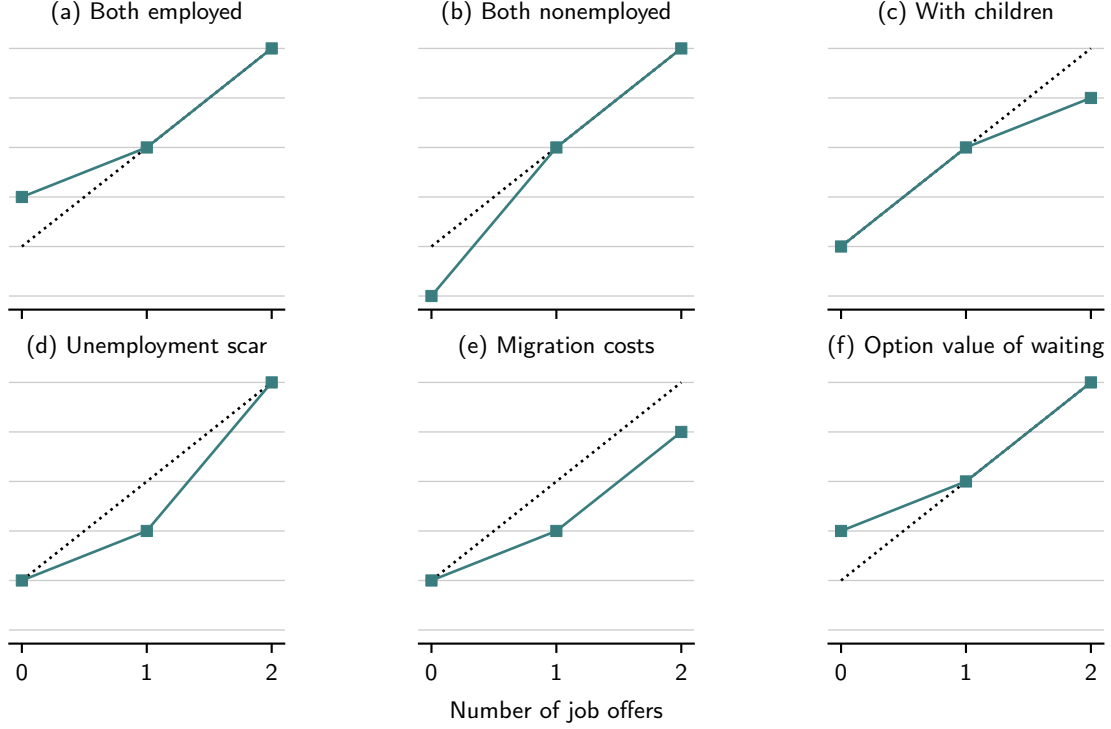 (a) Both employed
(b) Both nonemployed
(c) With children
(d) Unemployment scar
(e) Migration costs
(f) Option value of waiting
0 1 2
0 1 2
0 1 2
Number of job offers